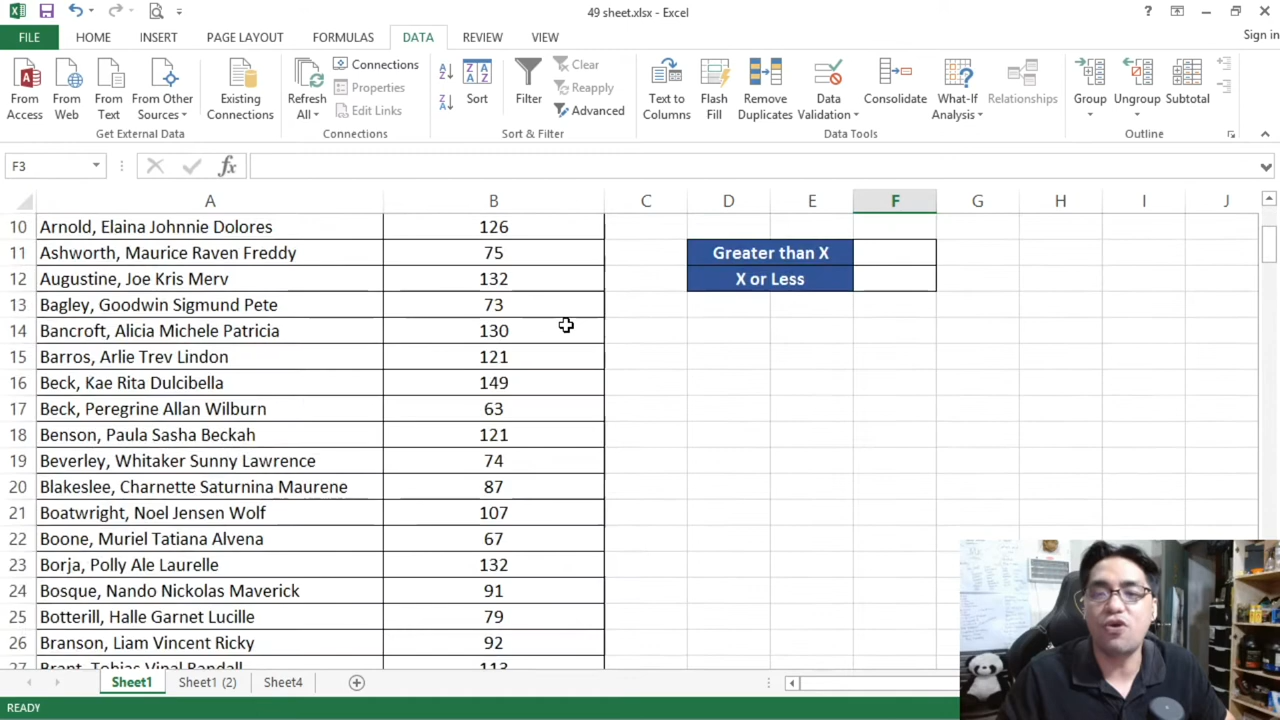 49 sheet.xlsx - Excel
Sign in
FILE HOME INSERT PAGE LAYOUT FORMULAS DATA REVIEW VIEW
From Access
From Web
From Text
From Other Sources
Existing Connections
Get External Data
Refresh All
Connections
Properties
Edit Links
Connections
Sort
Filter
Clear
Reapply
Advanced
Sort & Filter
Text to Columns
Flash Fill
Remove Duplicates
Data Validation
Consolidate
What-If Analysis
Relationships
Data Tools
Group
Ungroup
Subtotal
Outline
F3
fx
A B C D E F G H I J
10 Arnold, Elaina Johnnie Dolores 126
11 Ashworth, Maurice Raven Freddy 75 Greater than X
12 Augustine, Joe Kris Merv 132 X or Less
13 Bagley, Goodwin Sigmund Pete 73
14 Bancroft, Alicia Michele Patricia 130
15 Barros, Arlie Trev Lindon 121
16 Beck, Kae Rita Dulcibella 149
17 Beck, Peregrine Allan Wilburn 63
18 Benson, Paula Sasha Beckah 121
19 Beverley, Whitaker Sunny Lawrence 74
20 Blakeslee, Charnette Saturnina Maurene 87
21 Boatwright, Noel Jensen Wolf 107
22 Boone, Muriel Tatiana Alvena 67
23 Borja, Polly Ale Laurelle 132
24 Bosque, Nando Nickolas Maverick 91
25 Botterill, Halle Garnet Lucille 79
26 Branson, Liam Vincent Ricky 92
27 Brant, Tobias Vipal Randall 113
Sheet1 Sheet1 (2) Sheet4
READY